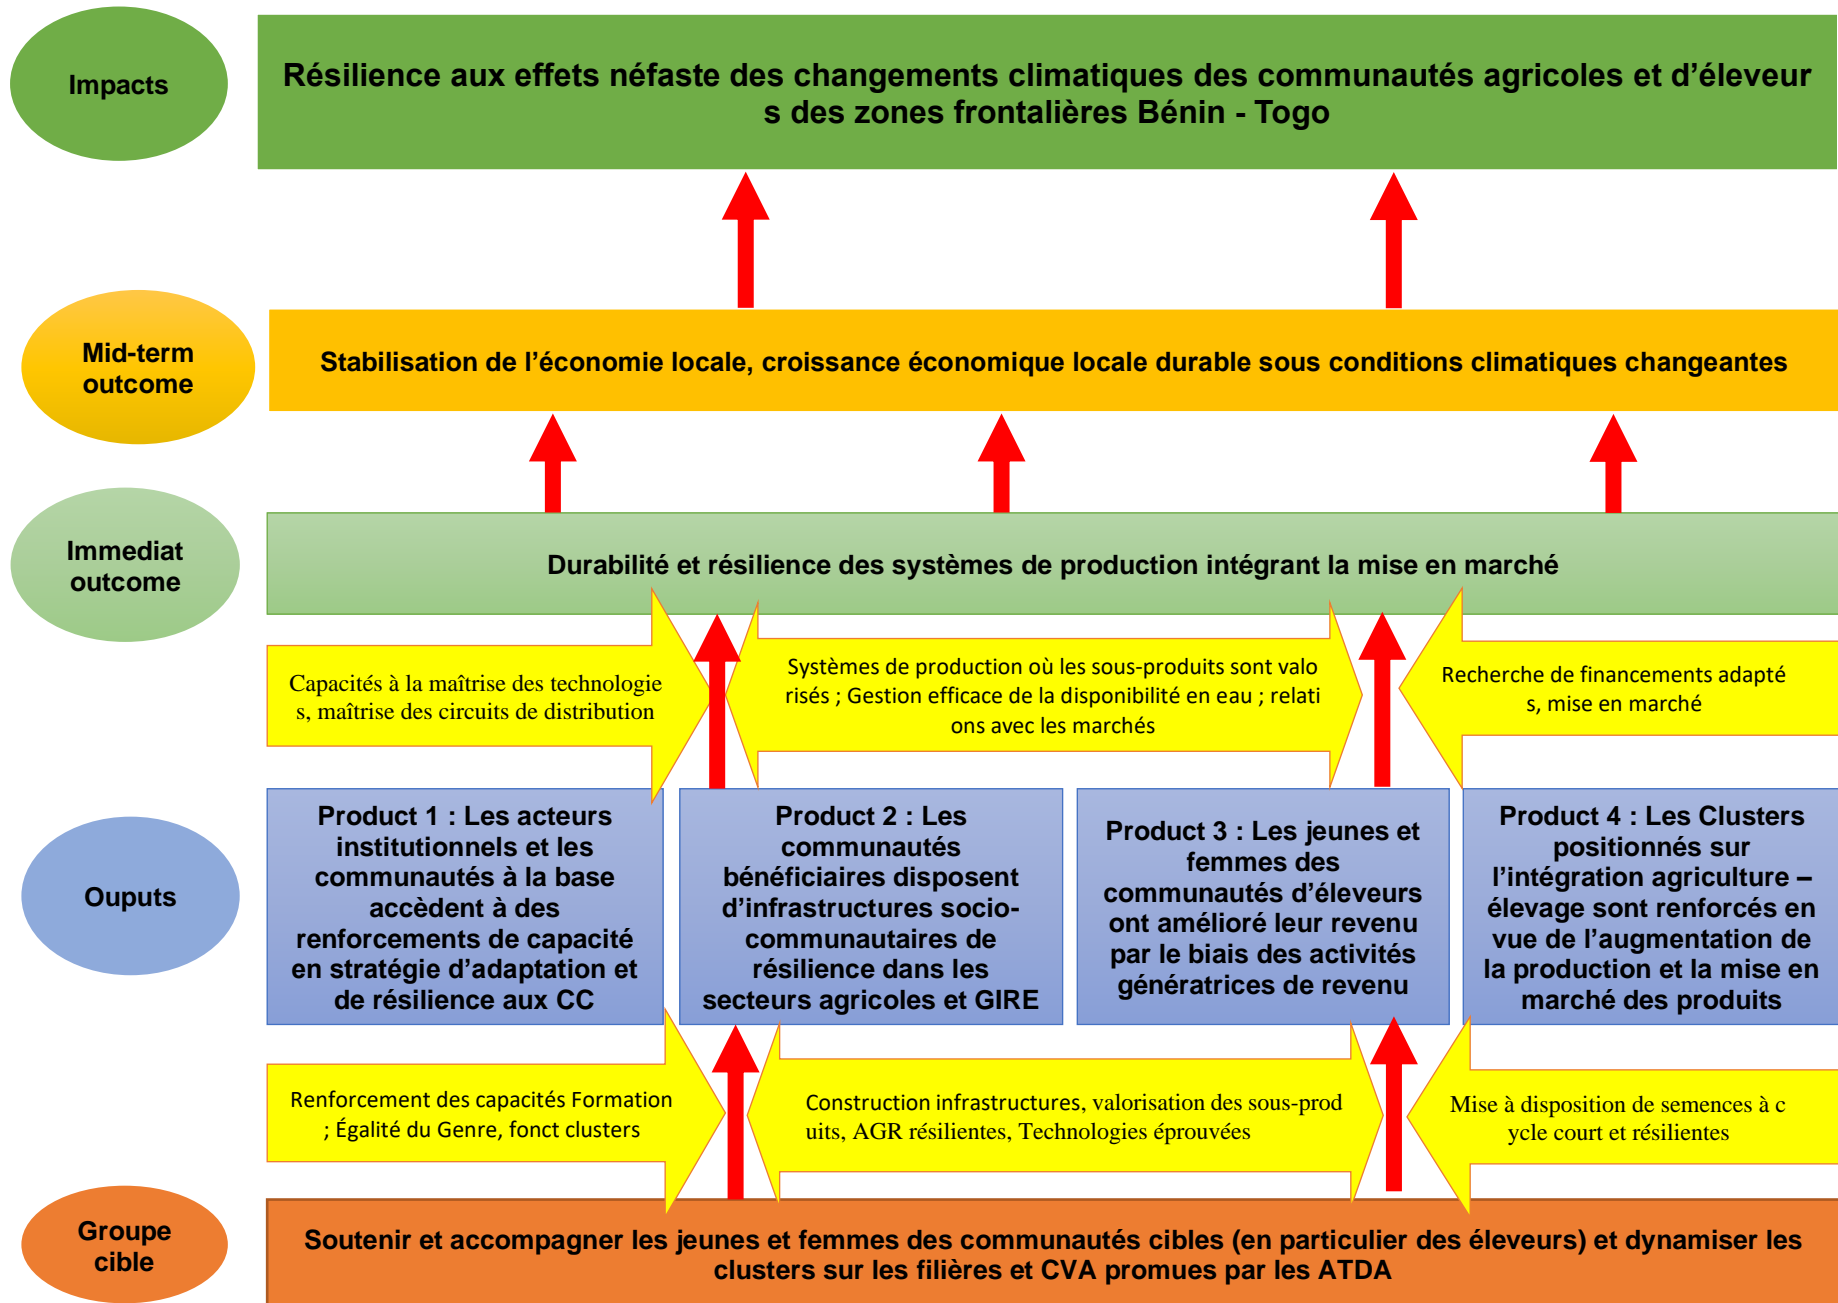 Impacts
Résilience aux effets néfaste des changements climatiques des communautés agricoles et d’éleveur
s des zones frontalières Bénin - Togo
Mid-term
outcome
Stabilisation de l’économie locale, croissance économique locale durable sous conditions climatiques changeantes
Immediat
outcome
Durabilité et résilience des systèmes de production intégrant la mise en marché
Capacités à la maîtrise des technologie
s, maîtrise des circuits de distribution
Systèmes de production où les sous-produits sont valo
risés ; Gestion efficace de la disponibilité en eau ; relati
ons avec les marchés
Recherche de financements adapté
s, mise en marché
Ouputs
Product 1 : Les acteurs
institutionnels et les
communautés à la base
accèdent à des
renforcements de capacité
en stratégie d’adaptation et
de résilience aux CC
Product 2 : Les
communautés
bénéficiaires disposent
d’infrastructures socio-
communautaires de
résilience dans les
secteurs agricoles et GIRE
Product 3 : Les jeunes et
femmes des
communautés d’éleveurs
ont amélioré leur revenu
par le biais des activités
génératrices de revenu
Product 4 : Les Clusters
positionnés sur
l’intégration agriculture –
élevage sont renforcés en
vue de l’augmentation de
la production et la mise en
marché des produits
Renforcement des capacités Formation
; Égalité du Genre, fonct clusters
Construction infrastructures, valorisation des sous-prod
uits, AGR résilientes, Technologies éprouvées
Mise à disposition de semences à c
ycle court et résilientes
Groupe
cible
Soutenir et accompagner les jeunes et femmes des communautés cibles (en particulier des éleveurs) et dynamiser les
clusters sur les filières et CVA promues par les ATDA